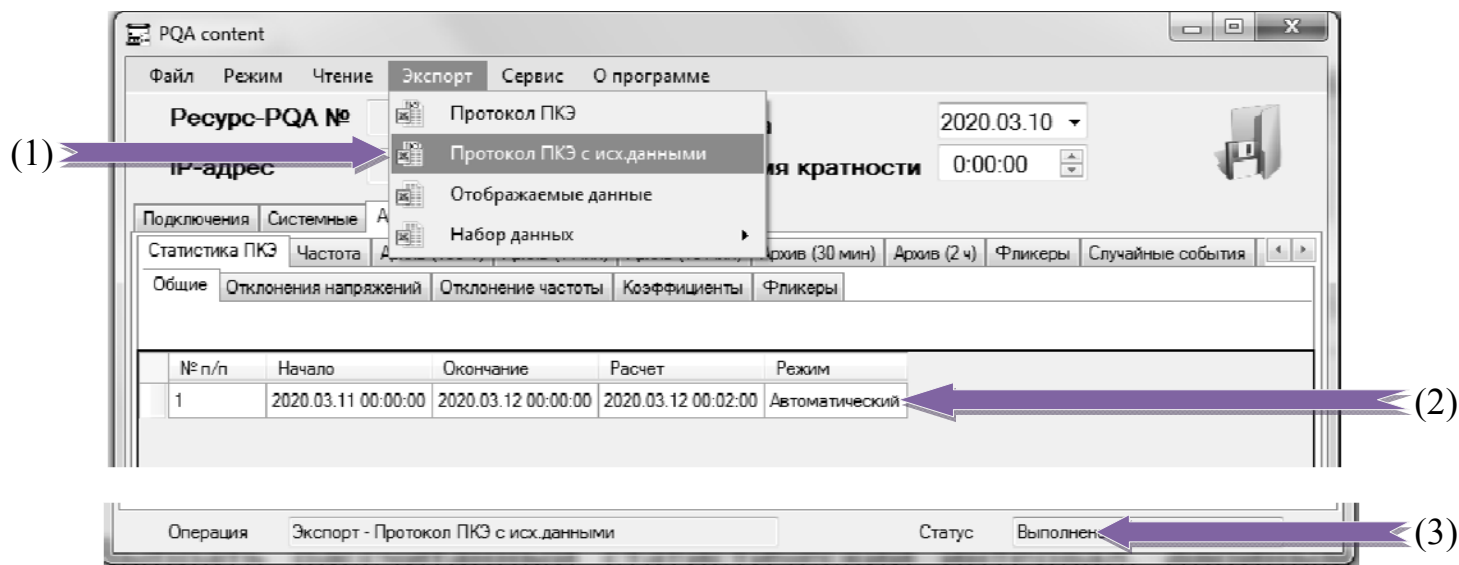 PQA content
Файл Режим Чтение Экспорт Сервис О программе
Ресурс-PQA № 2020.03.10
Протокол ПКЭ
(1) Протокол ПКЭ с исх.данными
IP-адрес кратности 0:00:00
Отображаемые данные
Подключения Системные
Набор данных
Статистика ПКЭ Частота Архив (30 мин) Архив (2 ч) Фликеры Случайные события
Общие Отклонения напряжений Отклонение частоты Коэффициенты Фликеры
№ п/п Начало Окончание Расчет Режим
1 2020.03.11 00:00:00 2020.03.12 00:00:00 2020.03.12 00:02:00 Автоматический (2)
Операция Экспорт - Протокол ПКЭ с исх.данными Статус Выполнен (3)